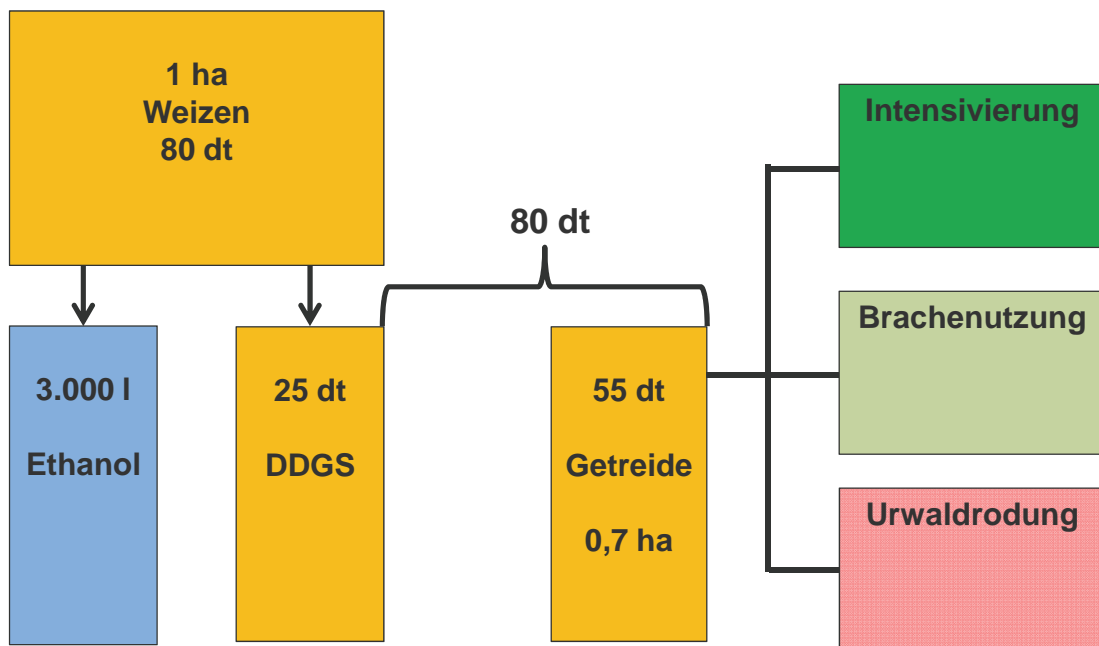 1 ha
Weizen
80 dt
80 dt
3.000 l
Ethanol
25 dt
DDGS
55 dt
Getreide
0,7 ha
Intensivierung
Brachenutzung
Urwaldrodung